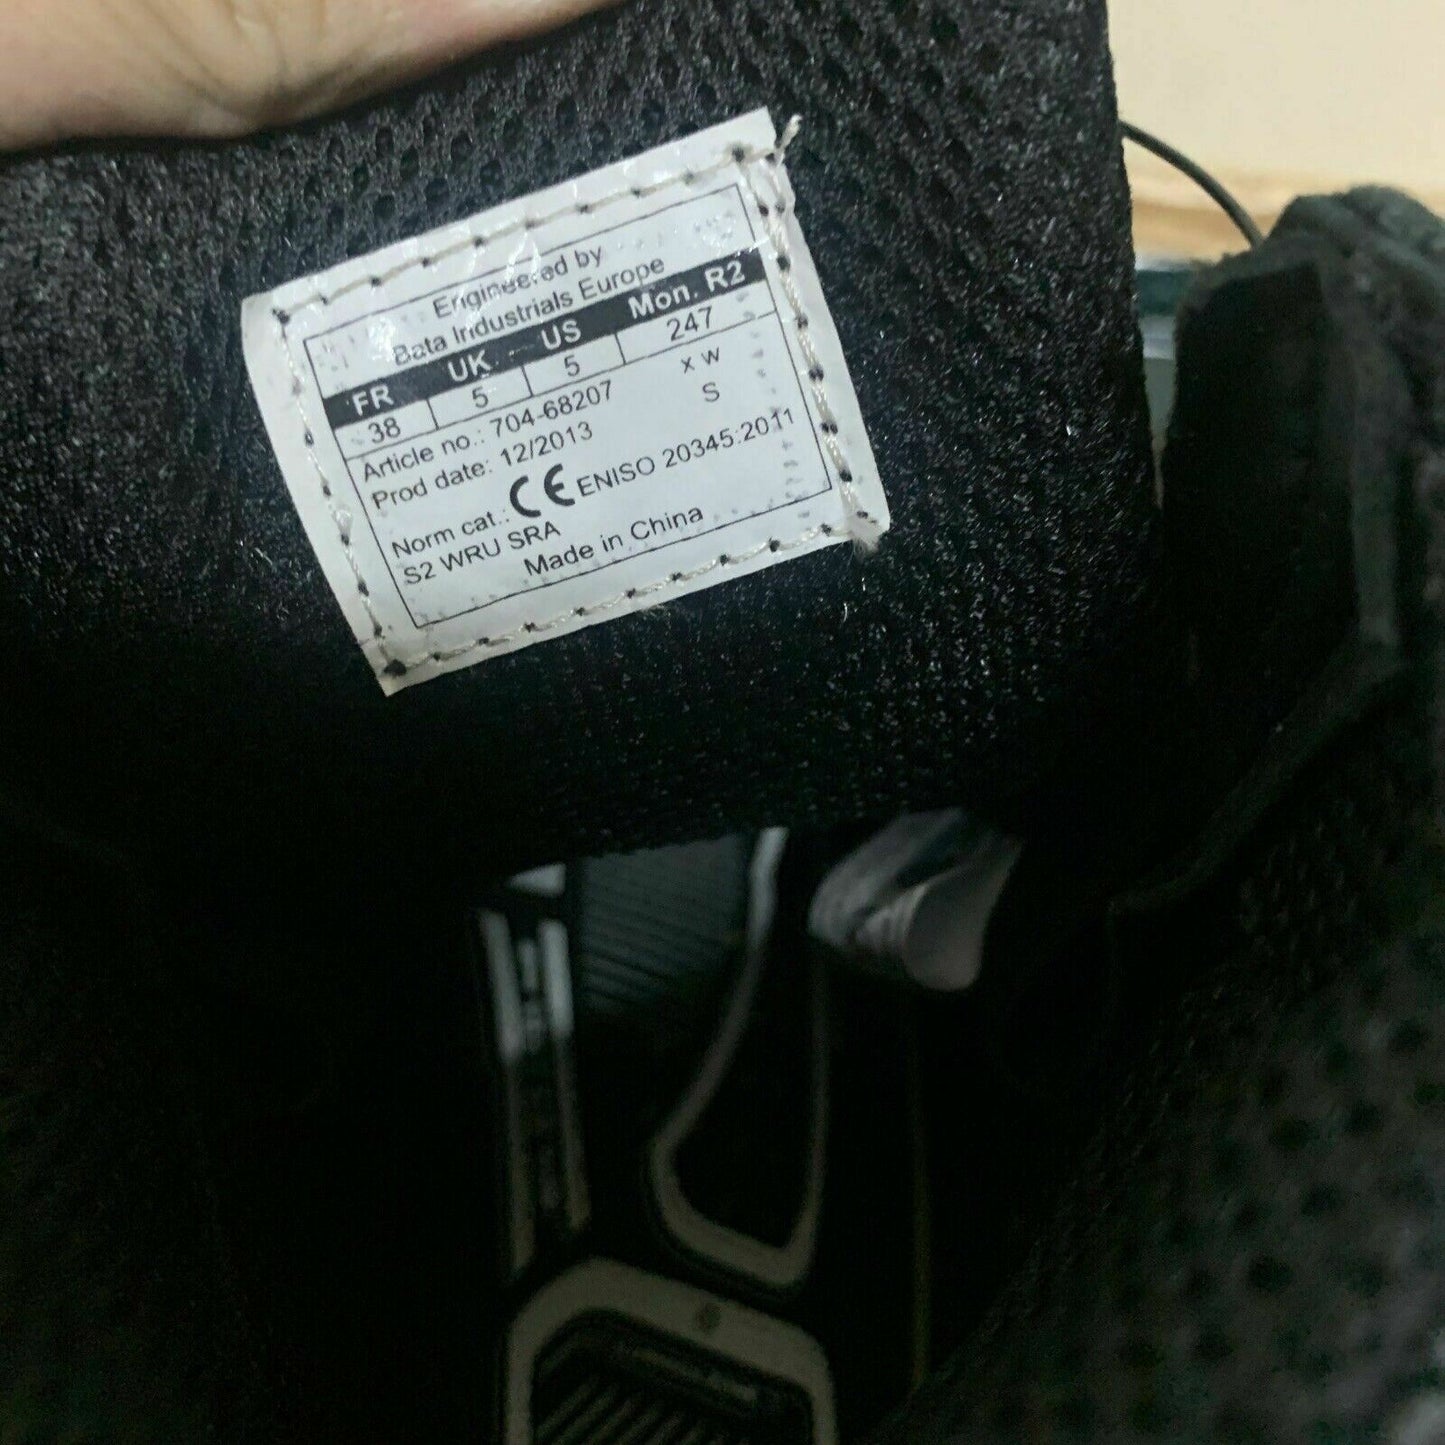 Engineered by
Bata Industrials Europe
FR UK US Mon. R2
38 5 5 247
Article no.: 704-68207 x w
Prod date: 12/2013 S
Norm cat.: CE ENISO 20345:2011
S2 WRU SRA
Made in China